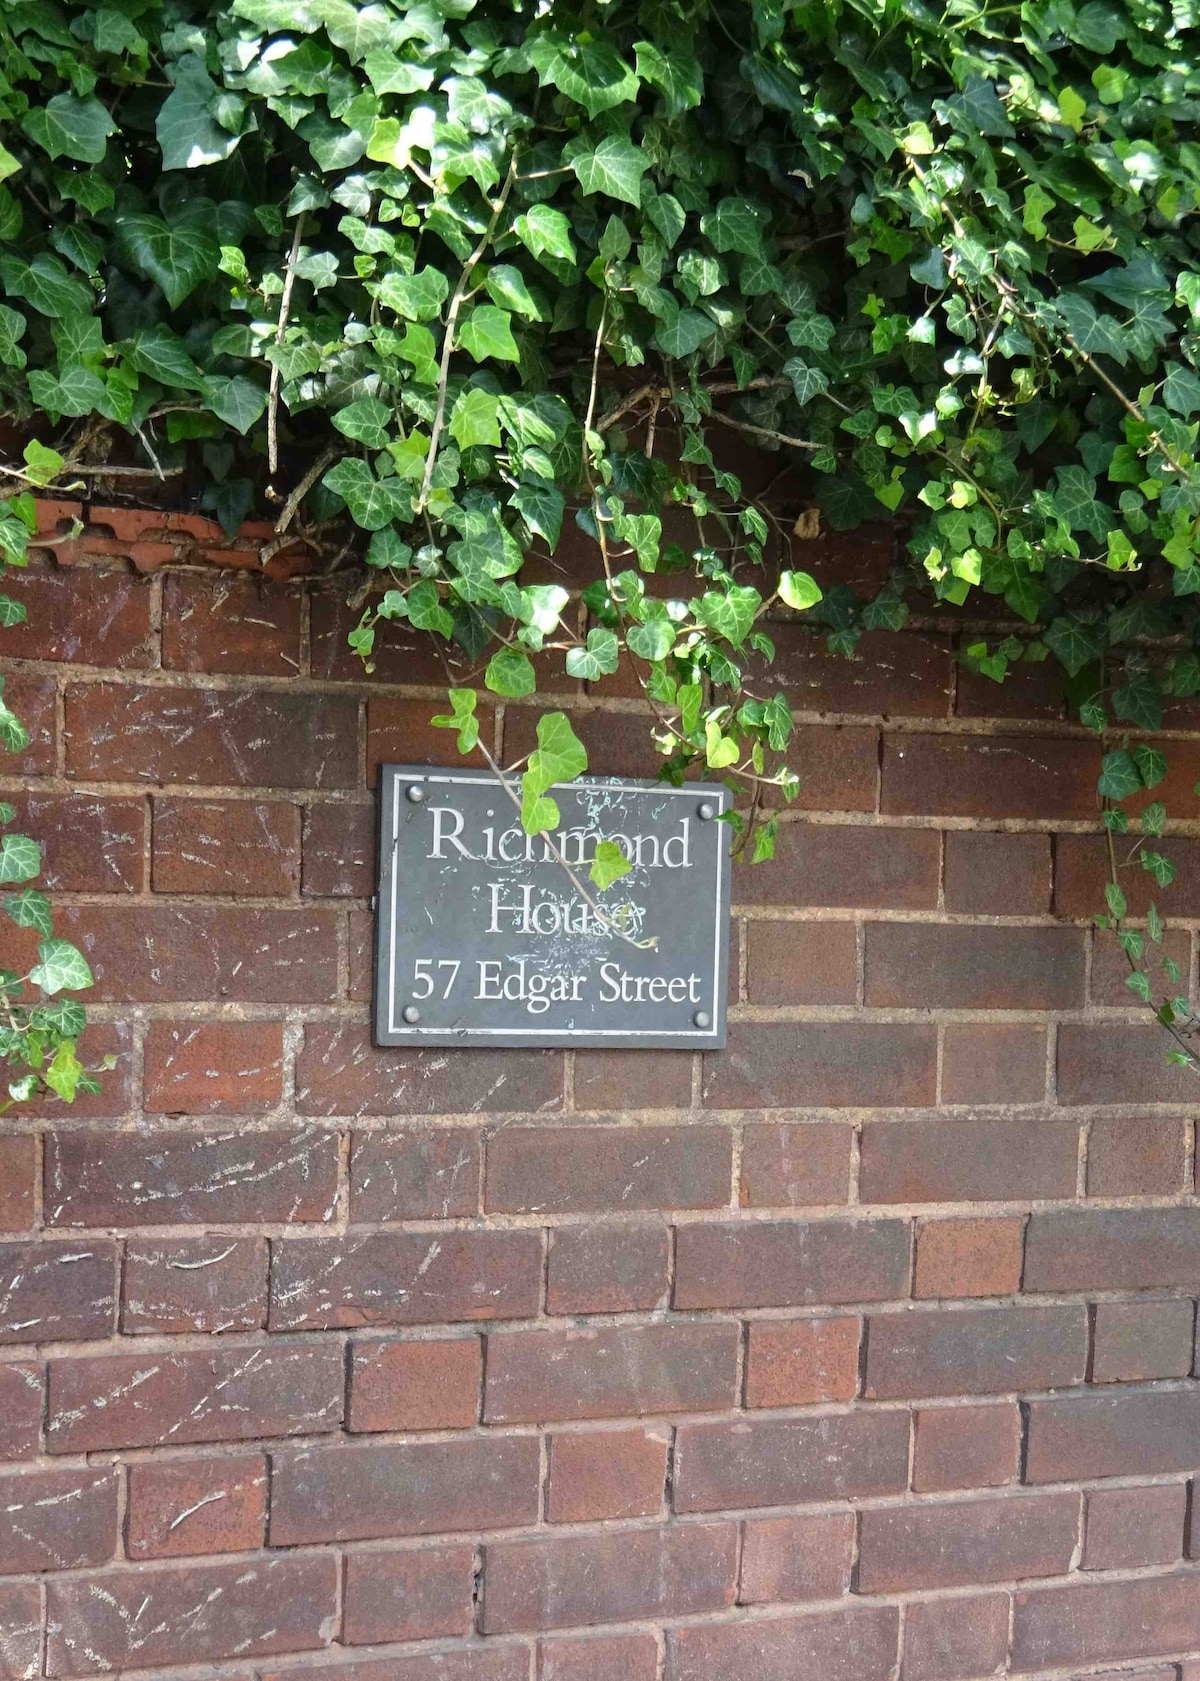 Richmond
House
57 Edgar Street